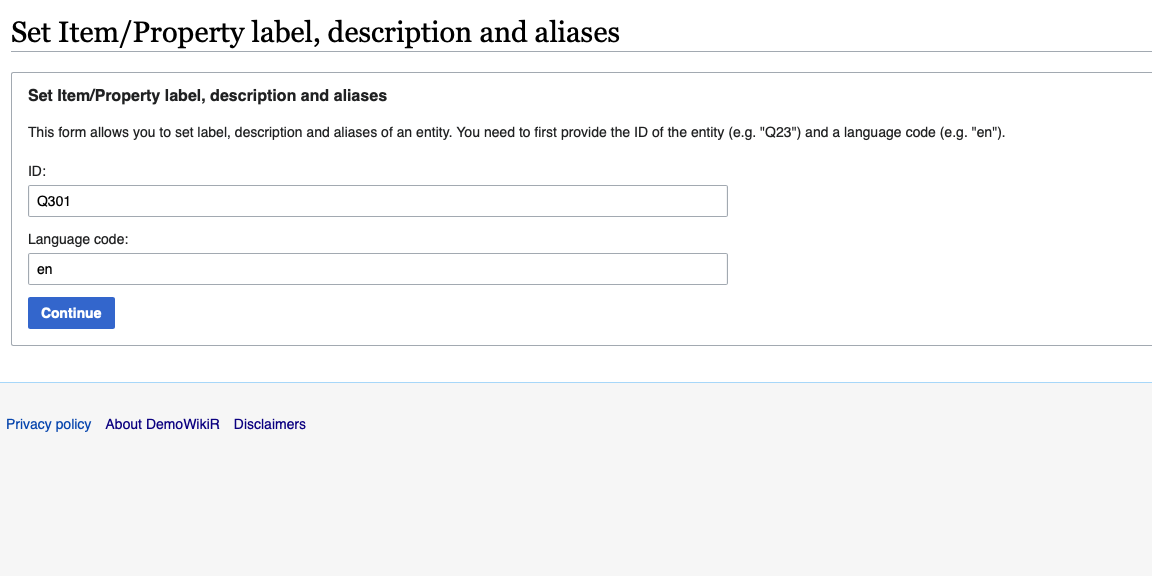 Set Item/Property label, description and aliases
Set Item/Property label, description and aliases
This form allows you to set label, description and aliases of an entity. You need to first provide the ID of the entity (e.g. "Q23") and a language code (e.g. "en").
ID:
Q301
Language code:
en
Continue
Privacy policy About DemoWikiR Disclaimers